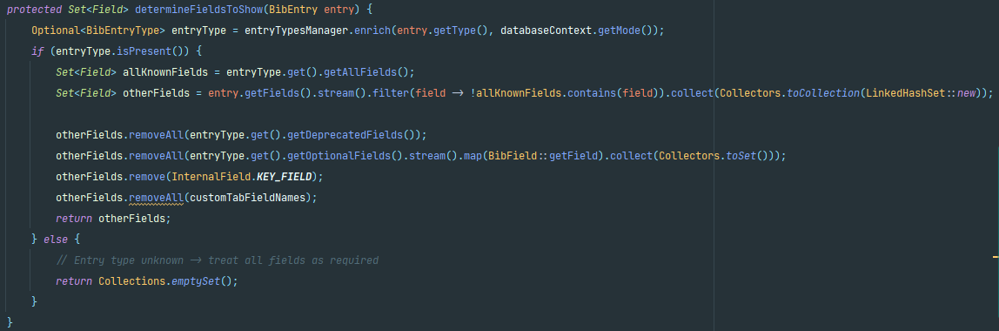 protected Set<Field> determineFieldsToShow(BibEntry entry) {
    Optional<BibEntryType> entryType = entryTypesManager.enrich(entry.getType(), databaseContext.getMode());
    if (entryType.isPresent()) {
        Set<Field> allKnownFields = entryType.get().getAllFields();
        Set<Field> otherFields = entry.getFields().stream().filter(field -> !allKnownFields.contains(field)).collect(Collectors.toCollection(LinkedHashSet::new));

        otherFields.removeAll(entryType.get().getDeprecatedFields());
        otherFields.removeAll(entryType.get().getOptionalFields().stream().map(BibField::getField).collect(Collectors.toSet()));
        otherFields.remove(InternalField.KEY_FIELD);
        otherFields.removeAll(customTabFieldNames);
        return otherFields;
    } else {
        // Entry type unknown -> treat all fields as required
        return Collections.emptySet();
    }
}